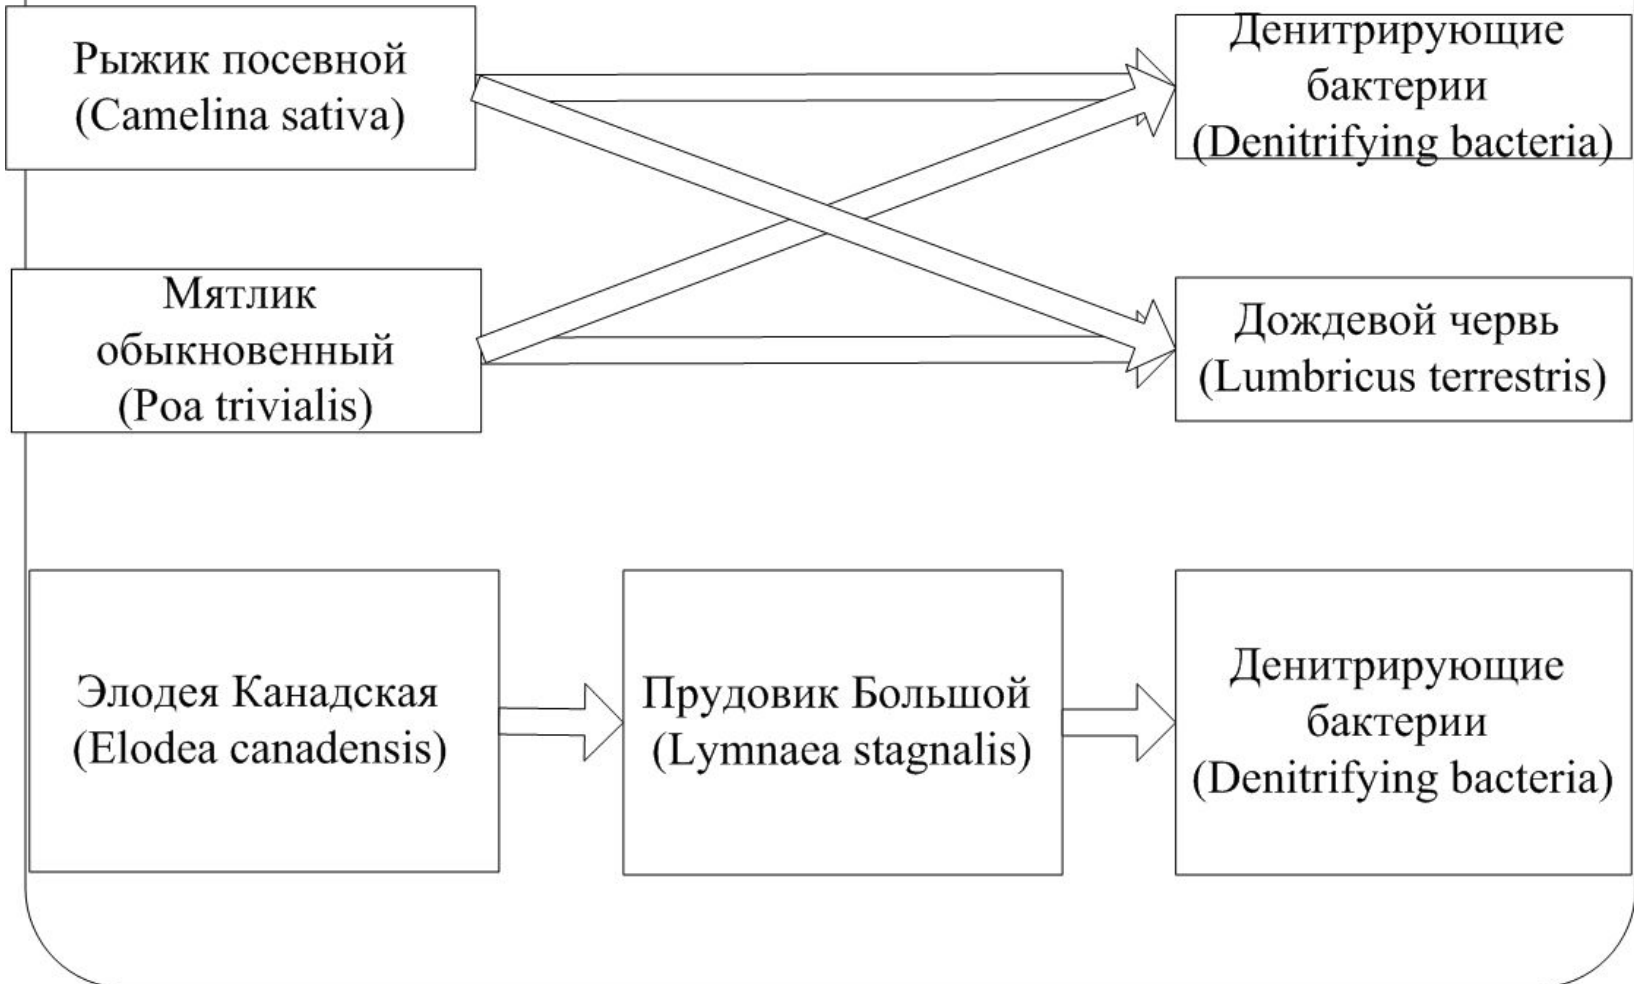 Рыжик посевной
(Camelina sativa)
Денитрирующие
бактерии
(Denitrifying bacteria)
Мятлик
обыкновенный
(Poa trivialis)
Дождевой червь
(Lumbricus terrestris)
Элодея Канадская
(Elodea canadensis)
Прудовик Большой
(Lymnaea stagnalis)
Денитрирующие
бактерии
(Denitrifying bacteria)